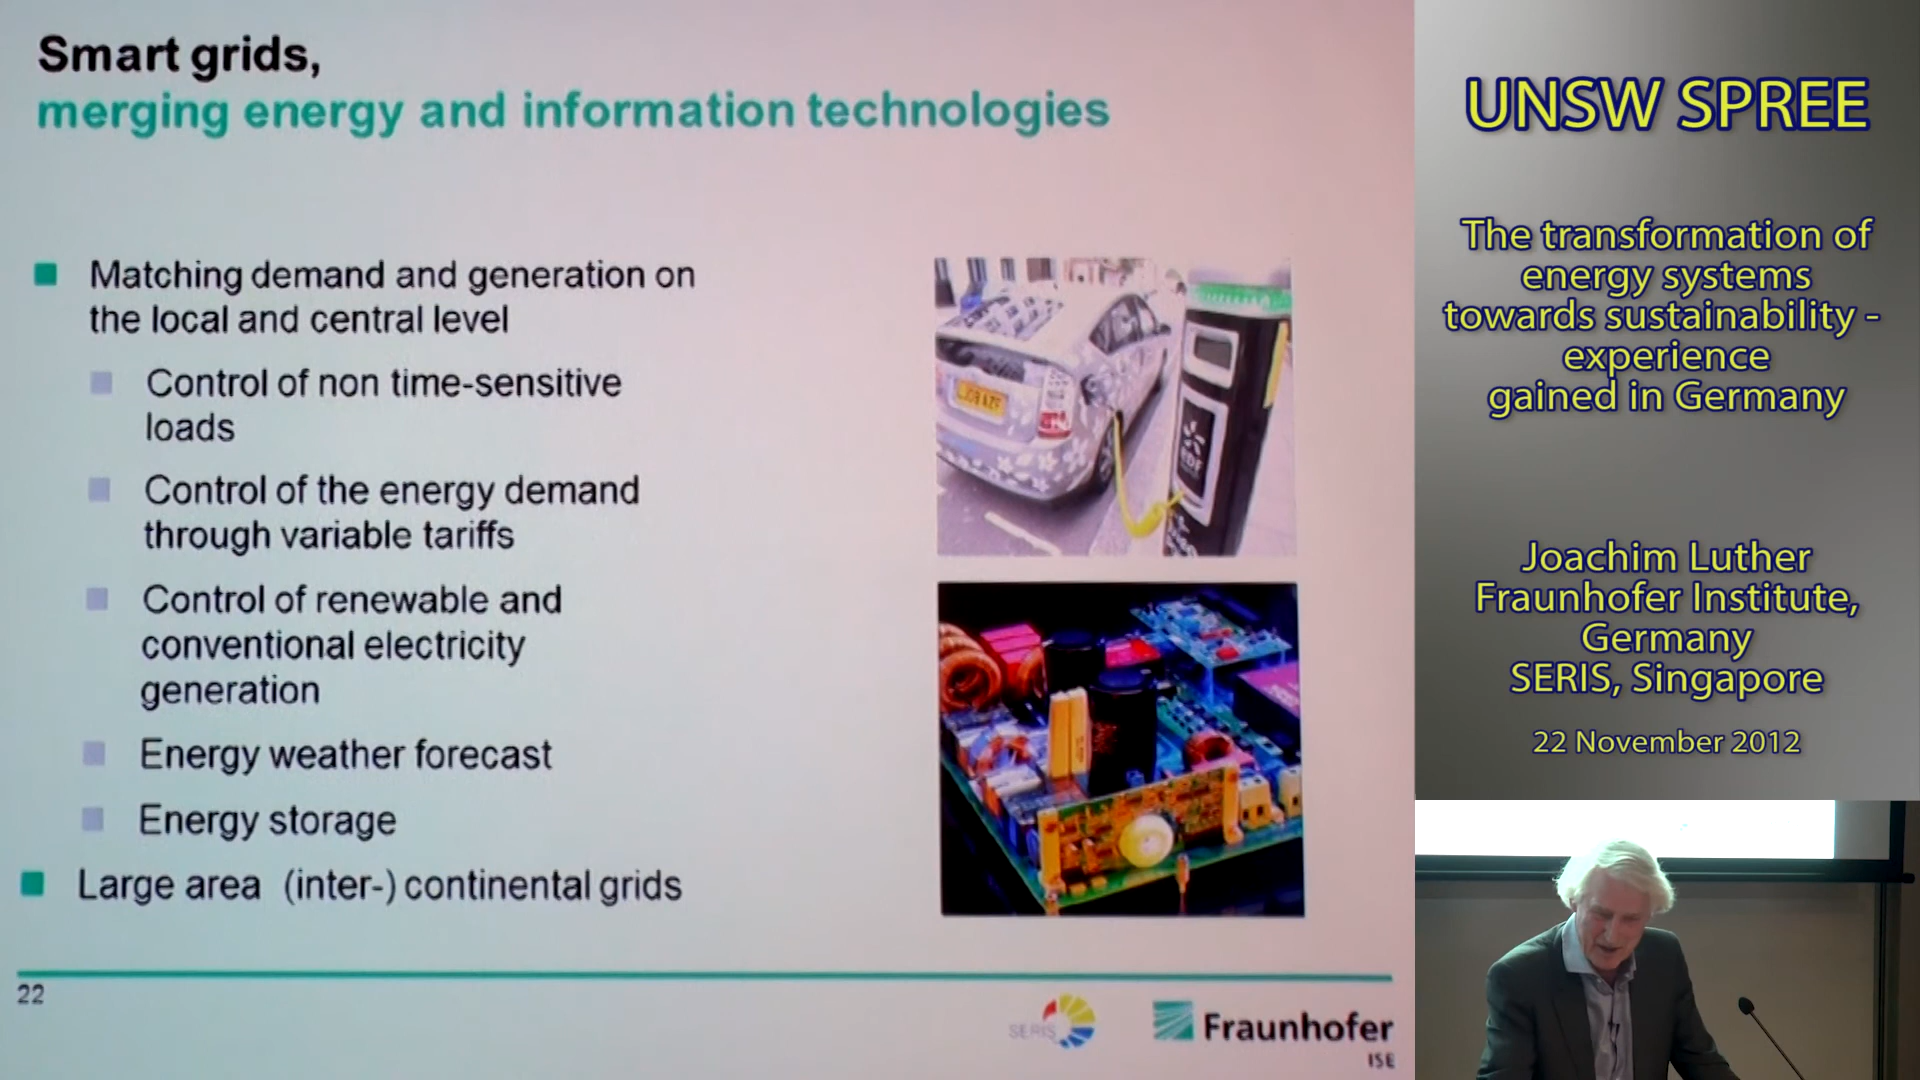 Smart grids,
merging energy and information technologies
Matching demand and generation on
the local and central level
Control of non time-sensitive
loads
Control of the energy demand
through variable tariffs
Control of renewable and
conventional electricity
generation
Energy weather forecast
Energy storage
Large area (inter-) continental grids
22
SERIS
Fraunhofer
ISE
UNSW SPREE
The transformation of
energy systems
towards sustainability -
experience
gained in Germany
Joachim Luther
Fraunhofer Institute,
Germany
SERIS, Singapore
22 November 2012